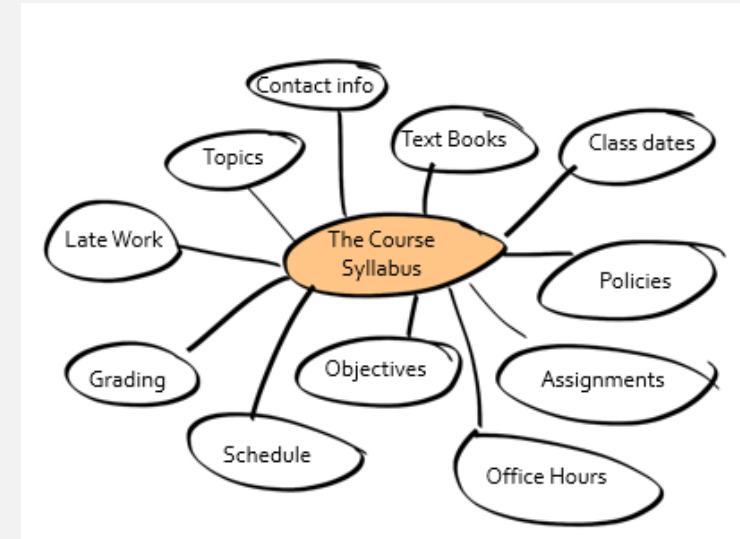 Contact info
Text Books
Class dates
Topics
Late Work
The Course
Syllabus
Policies
Objectives
Grading
Assignments
Schedule
Office Hours